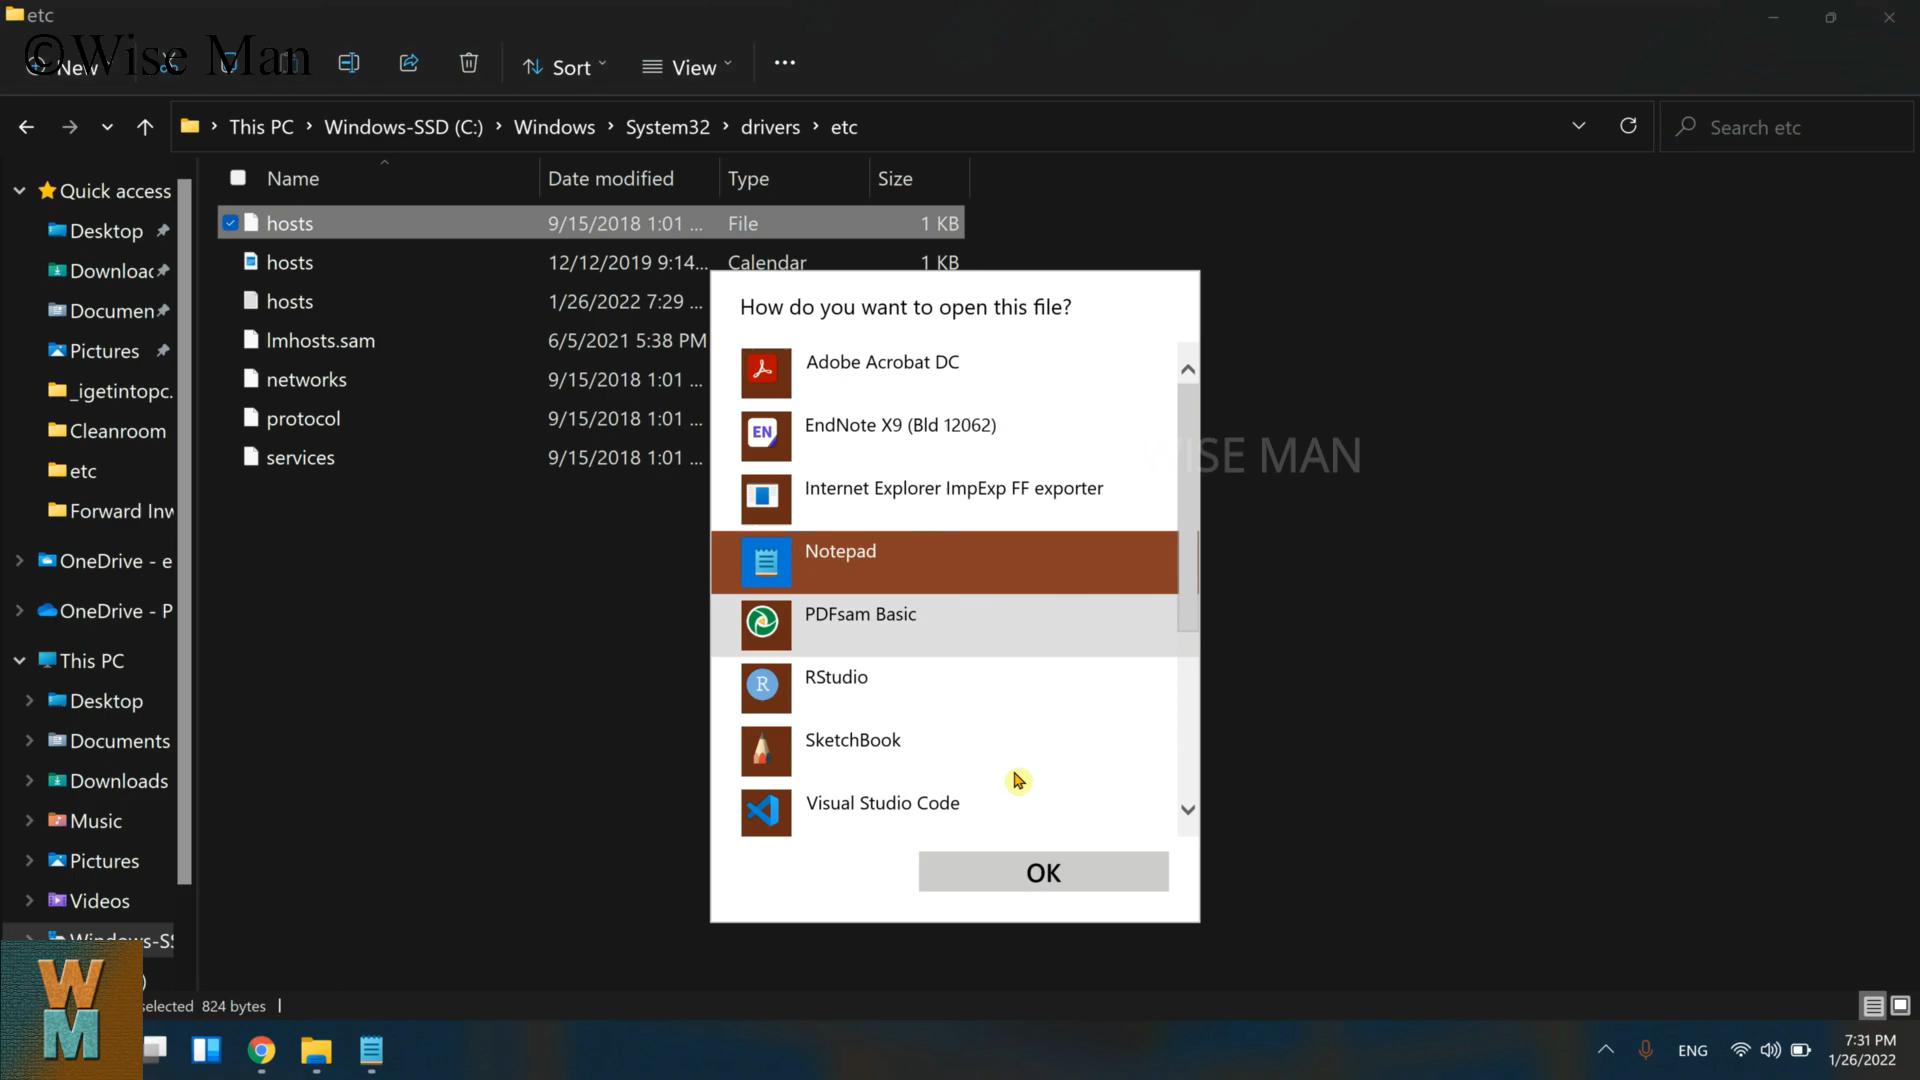 etc
©Wise Man
New
Sort
View
This PC
Windows-SSD (C:)
Windows
System32
drivers
etc
Search etc
Name
Date modified
Type
Size
hosts
9/15/2018 1:01 ...
File
1 KB
hosts
12/12/2019 9:14...
Calendar
1 KB
hosts
1/26/2022 7:29 ...
lmhosts.sam
6/5/2021 5:38 PM
networks
9/15/2018 1:01 ...
protocol
9/15/2018 1:01 ...
services
9/15/2018 1:01 ...
Quick access
Desktop
Downloac
Documen
Pictures
_igetintopc.
Cleanroom
etc
Forward Inw
OneDrive - e
OneDrive - P
This PC
Desktop
Documents
Downloads
Music
Pictures
Videos
Windows-SS
How do you want to open this file?
Adobe Acrobat DC
EN
EndNote X9 (Bld 12062)
Internet Explorer ImpExp FF exporter
Notepad
PDFsam Basic
R
RStudio
SketchBook
Visual Studio Code
OK
WISE MAN
selected 824 bytes
W
M
ENG
7:31 PM
1/26/2022